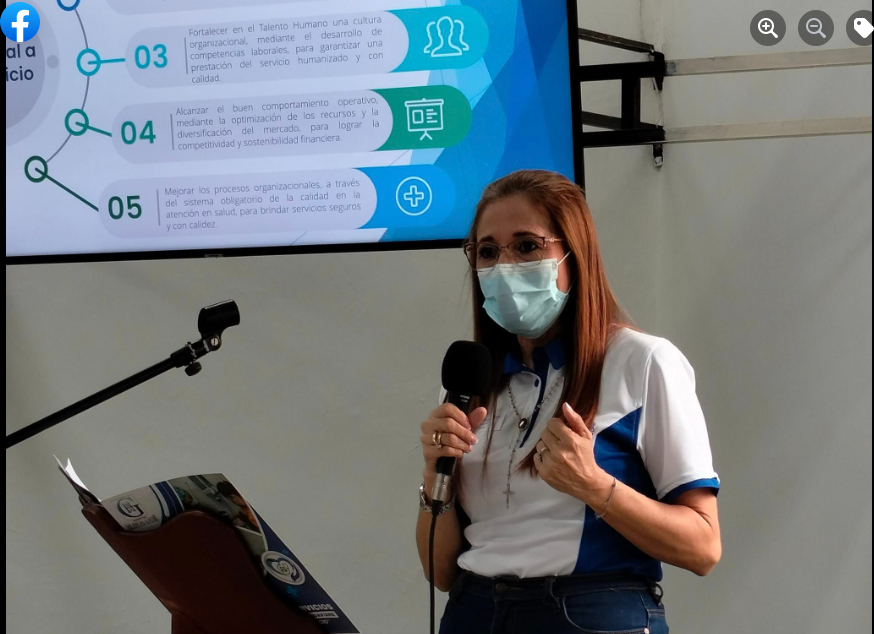 al a
icio
03
Fortalecer en el Talento Humano una cultura
organizacional, mediante el desarrollo de
competencias laborales, para garantizar una
prestación del servicio humanizado y con
calidad.
04
Alcanzar el buen comportamiento operativo,
mediante la optimización de los recursos y la
diversificación del mercado, para lograr la
competitividad y sostenibilidad financiera.
05
Mejorar los procesos organizacionales, a través
del sistema obligatorio de la calidad en la
atención en salud, para brindar servicios seguros
y con calidez.
G
VICIOS